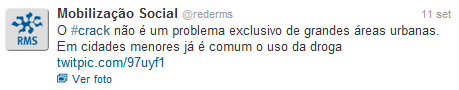 Mobilização Social @rederms 11 set
RMS
O #crack não é um problema exclusivo de grandes áreas urbanas.
Em cidades menores já é comum o uso da droga
twitpic.com/97uyf1
Ver foto